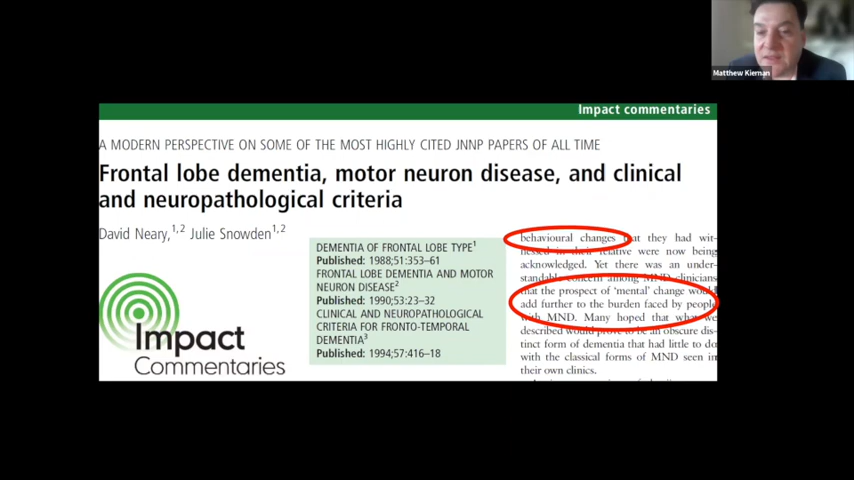 Matthew Kiernan
Impact commentaries
A MODERN PERSPECTIVE ON SOME OF THE MOST HIGHLY CITED JNNP PAPERS OF ALL TIME
Frontal lobe dementia, motor neuron disease, and clinical
and neuropathological criteria
David Neary,1,2 Julie Snowden1,2
DEMENTIA OF FRONTAL LOBE TYPE1
Published: 1988;51:353–61
FRONTAL LOBE DEMENTIA AND MOTOR
NEURON DISEASE2
Published: 1990;53:23–32
CLINICAL AND NEUROPATHOLOGICAL
CRITERIA FOR FRONTO-TEMPORAL
DEMENTIA3
Published: 1994;57:416–18
Impact
Commentaries
behavioural changes that they had wit-
nessed in their relative were now being
acknowledged. Yet there was an under-
standable concern among MND clinicians
that the prospect of 'mental' change would
add further to the burden faced by people
with MND. Many hoped that what we
described would prove to be an obscure dis-
tinct form of dementia that had little to do
with the classical forms of MND seen in
their own clinics.